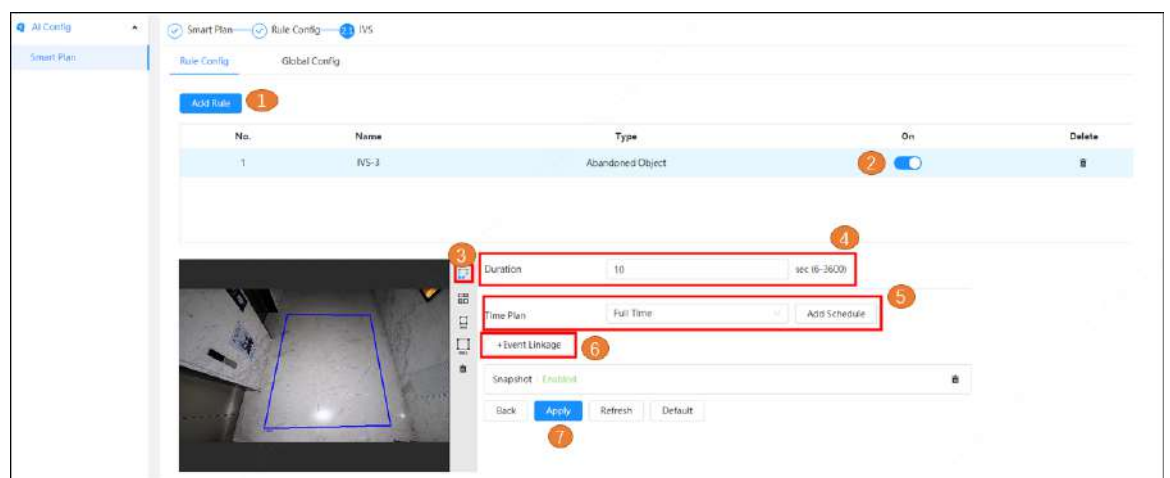 AI Config
Smart Plan
Smart Plan Rule Config 2.1 IVS
Rule Config Global Config
Add Rule 1
No. Name Type On Delete
1 IVS-3 Abandoned Object 2
3
4
Duration 10 sec (6-3600)
5
Time Plan Full Time Add Schedule
+Event Linkage 6
Snapshot Enabled
Back Apply Refresh Default
7